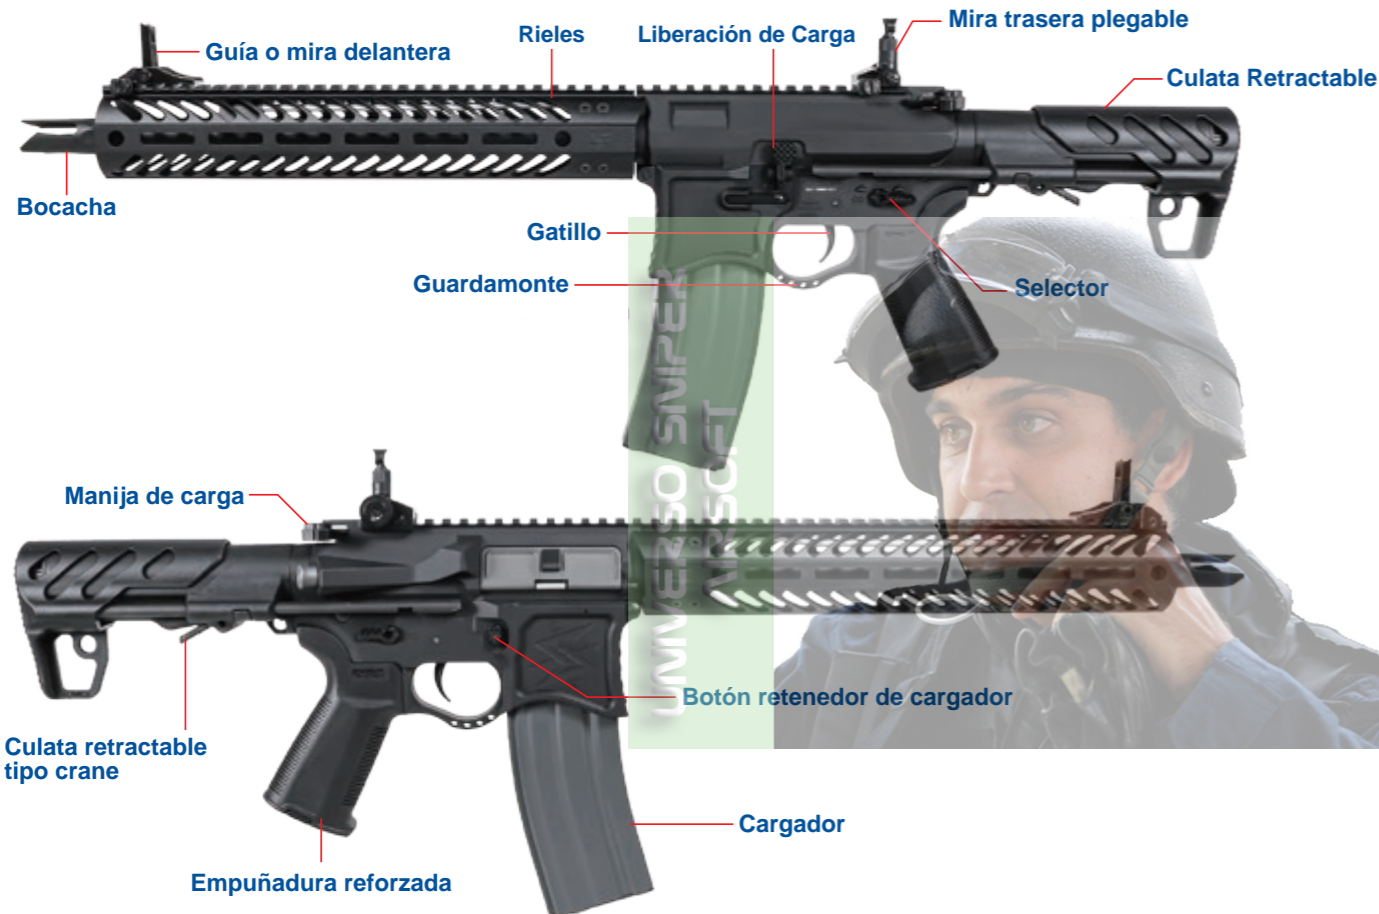 Mira trasera plegable
Guía o mira delantera
Rieles
Liberación de Carga
Culata Retractable
Bocacha
Gatillo
Guardamonte
Selector
UNIVERSO SNIPER
AIRSOFT
Manija de carga
Botón retenedor de cargador
Culata retractable
tipo crane
Cargador
Empuñadura reforzada